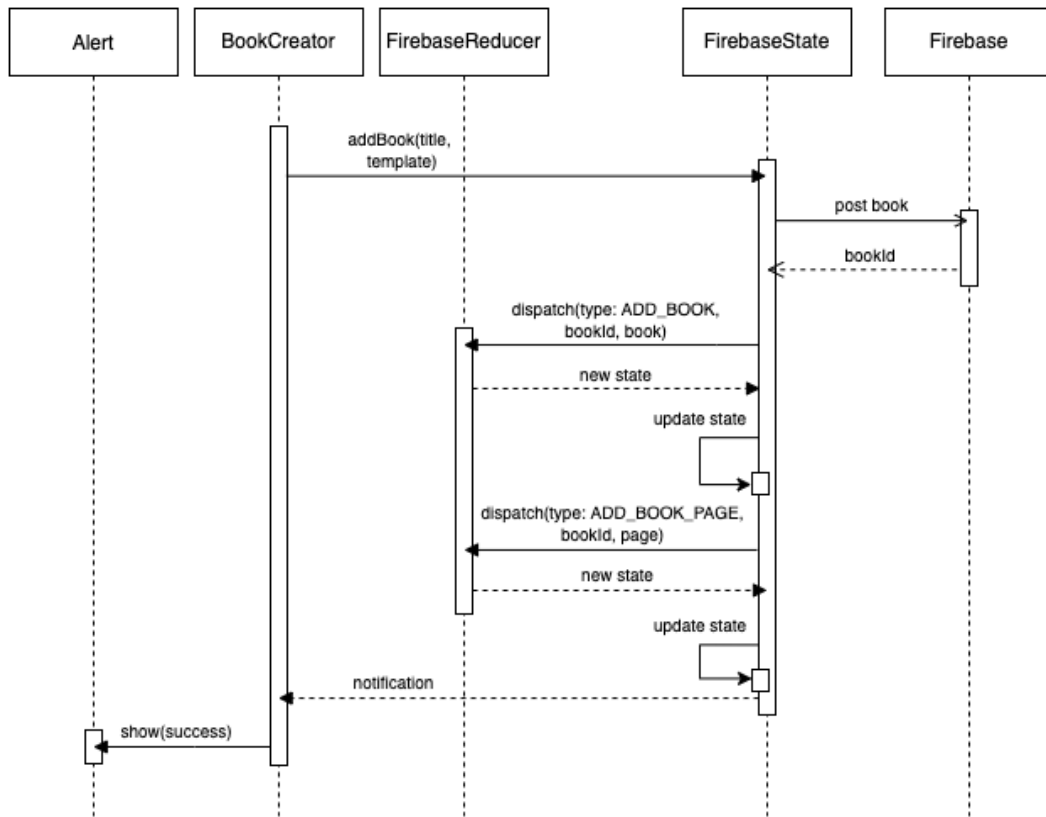 Alert
BookCreator
FirebaseReducer
FirebaseState
Firebase
addBook(title,
template)
post book
bookId
dispatch(type: ADD_BOOK,
bookId, book)
new state
update state
dispatch(type: ADD_BOOK_PAGE,
bookId, page)
new state
update state
notification
show(success)